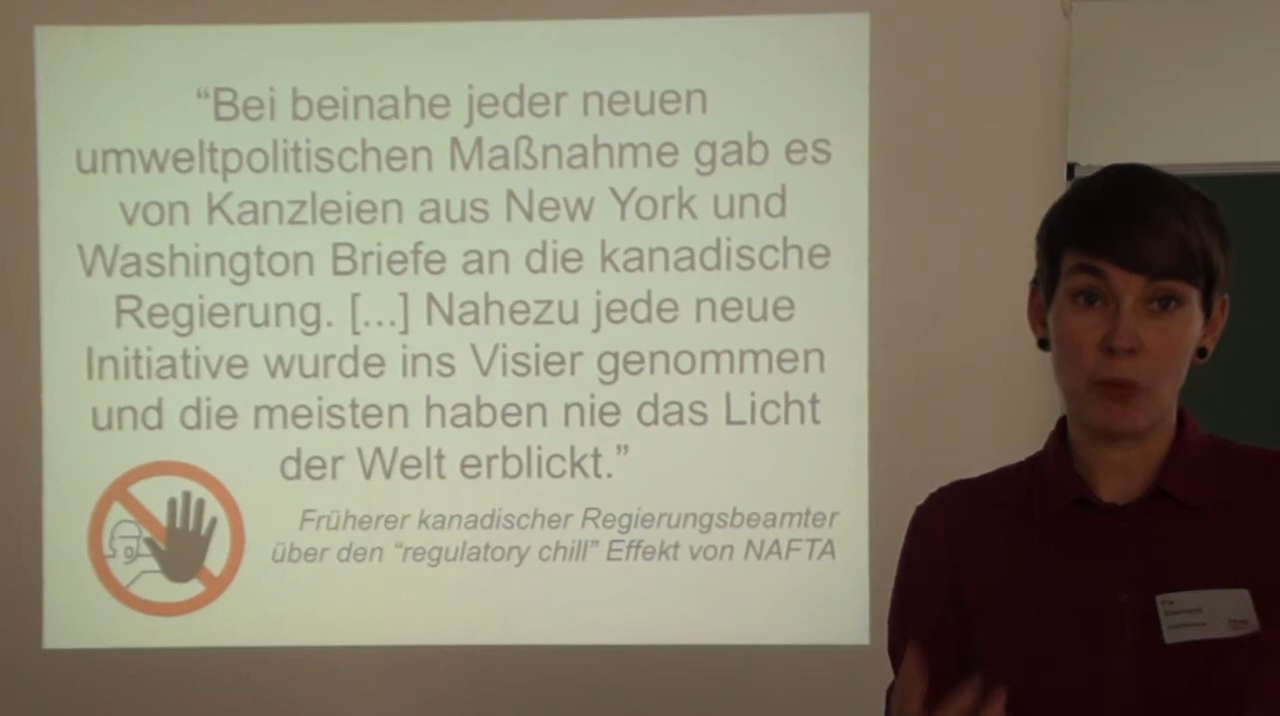 “Bei beinahe jeder neuen
umweltpolitischen Maßnahme gab es
von Kanzleien aus New York und
Washington Briefe an die kanadische
Regierung. [...] Nahezu jede neue
Initiative wurde ins Visier genommen
und die meisten haben nie das Licht
der Welt erblickt.”
Früherer kanadischer Regierungsbeamter
über den “regulatory chill” Effekt von NAFTA